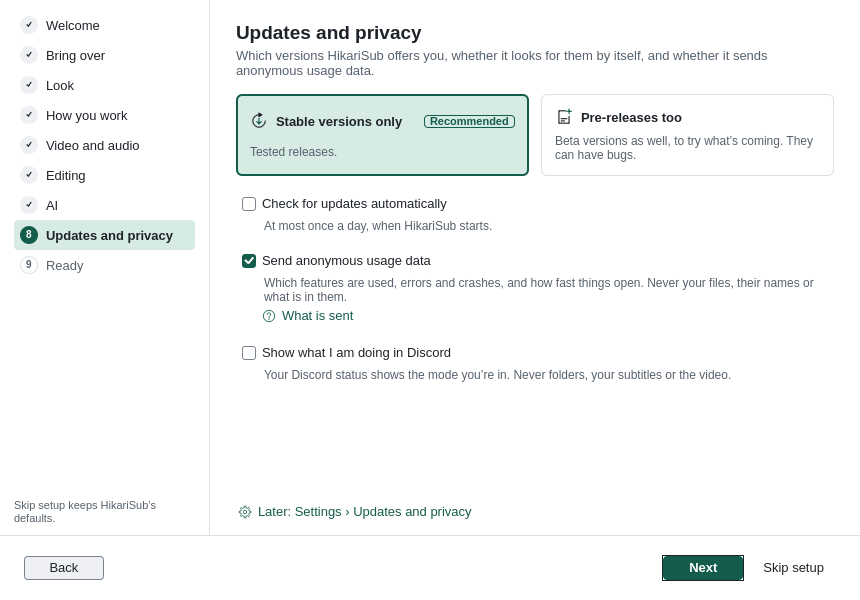 Welcome
Bring over
Look
How you work
Video and audio
Editing
AI
8 Updates and privacy
9 Ready
Skip setup keeps HikariSub's
defaults.
Updates and privacy
Which versions HikariSub offers you, whether it looks for them by itself, and whether it sends
anonymous usage data.
Stable versions only Recommended
Tested releases.
Pre-releases too
Beta versions as well, to try what's coming. They
can have bugs.
Check for updates automatically
At most once a day, when HikariSub starts.
Send anonymous usage data
Which features are used, errors and crashes, and how fast things open. Never your files, their names or
what is in them.
What is sent
Show what I am doing in Discord
Your Discord status shows the mode you're in. Never folders, your subtitles or the video.
Later: Settings › Updates and privacy
Back
Next
Skip setup